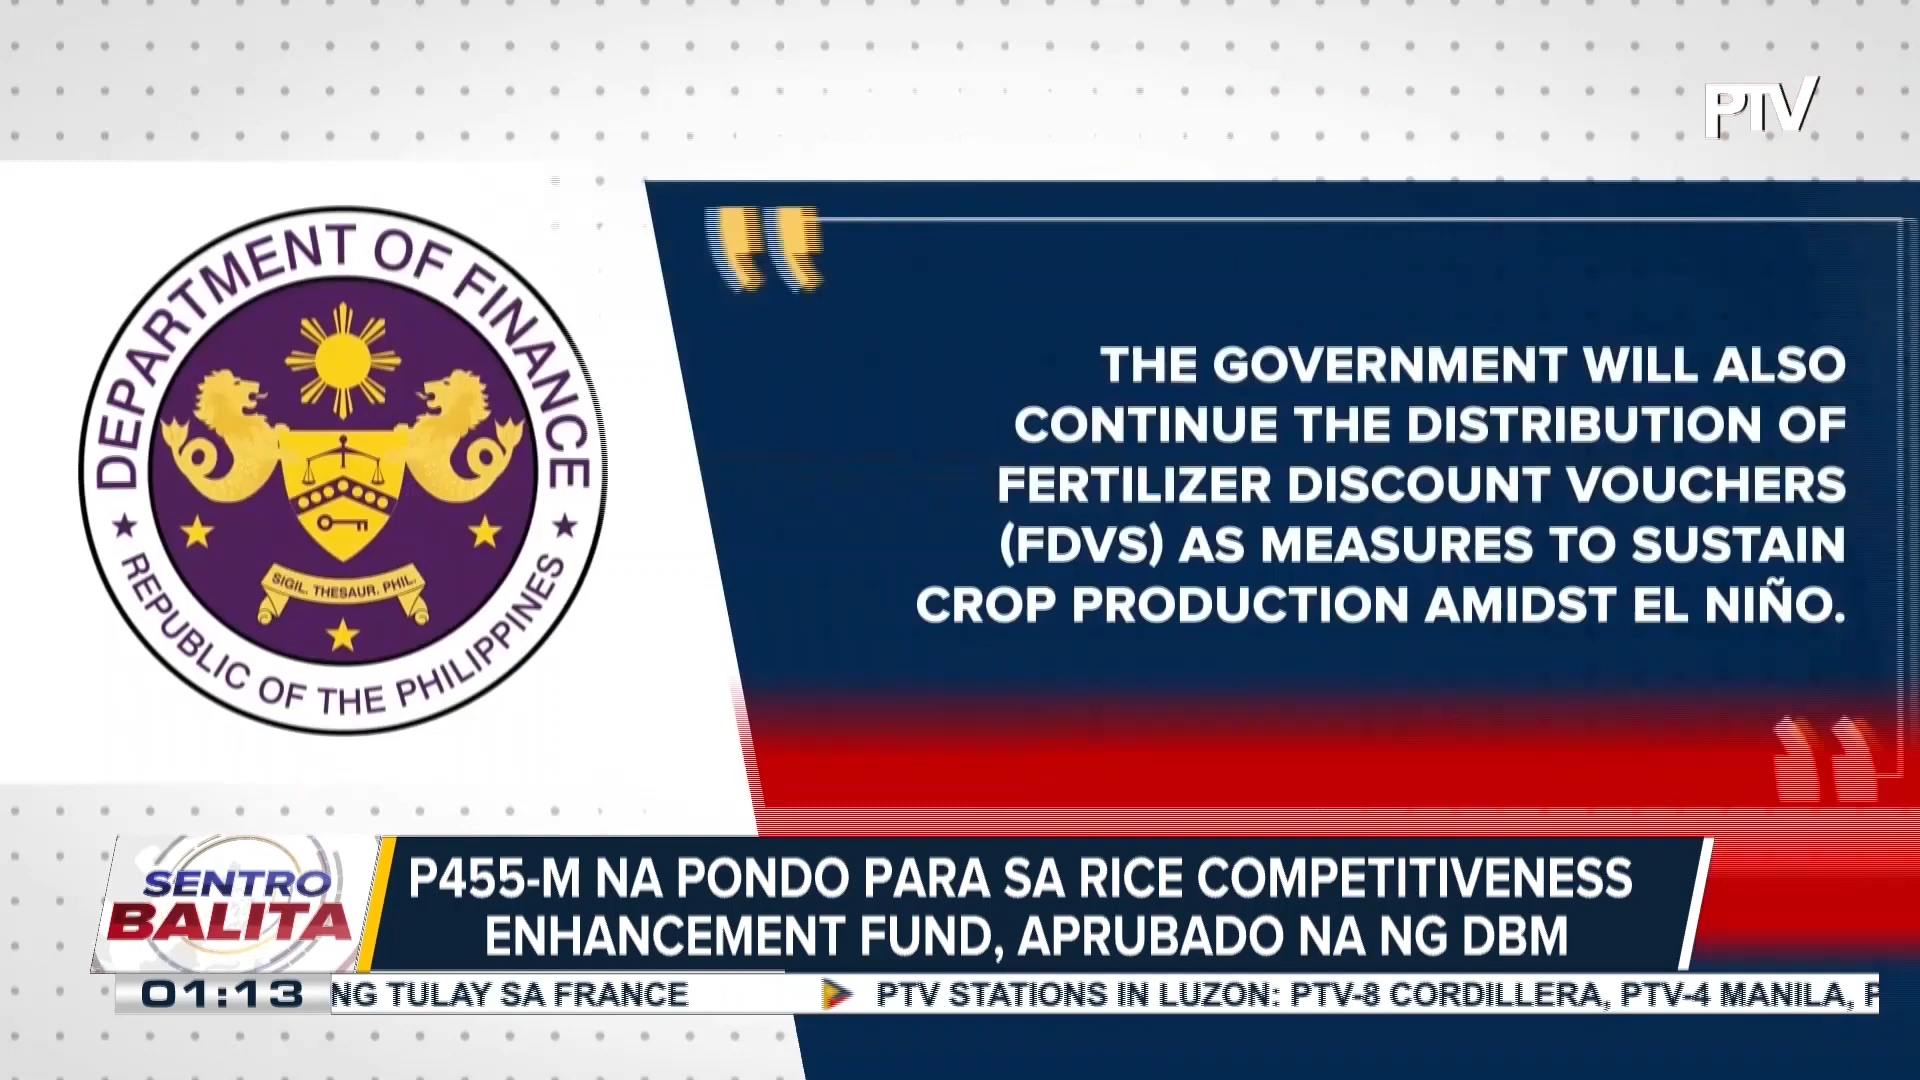 PTV
DEPARTMENT OF FINANCE
SIGIL. THESAUR. PHIL.
REPUBLIC OF THE PHILIPPINES
THE GOVERNMENT WILL ALSO
CONTINUE THE DISTRIBUTION OF
FERTILIZER DISCOUNT VOUCHERS
(FDVS) AS MEASURES TO SUSTAIN
CROP PRODUCTION AMIDST EL NIÑO.
SENTRO
BALITA
P455-M NA PONDO PARA SA RICE COMPETITIVENESS
ENHANCEMENT FUND, APRUBADO NA NG DBM
01:13
NG TULAY SA FRANCE
PTV STATIONS IN LUZON: PTV-8 CORDILLERA, PTV-4 MANILA,